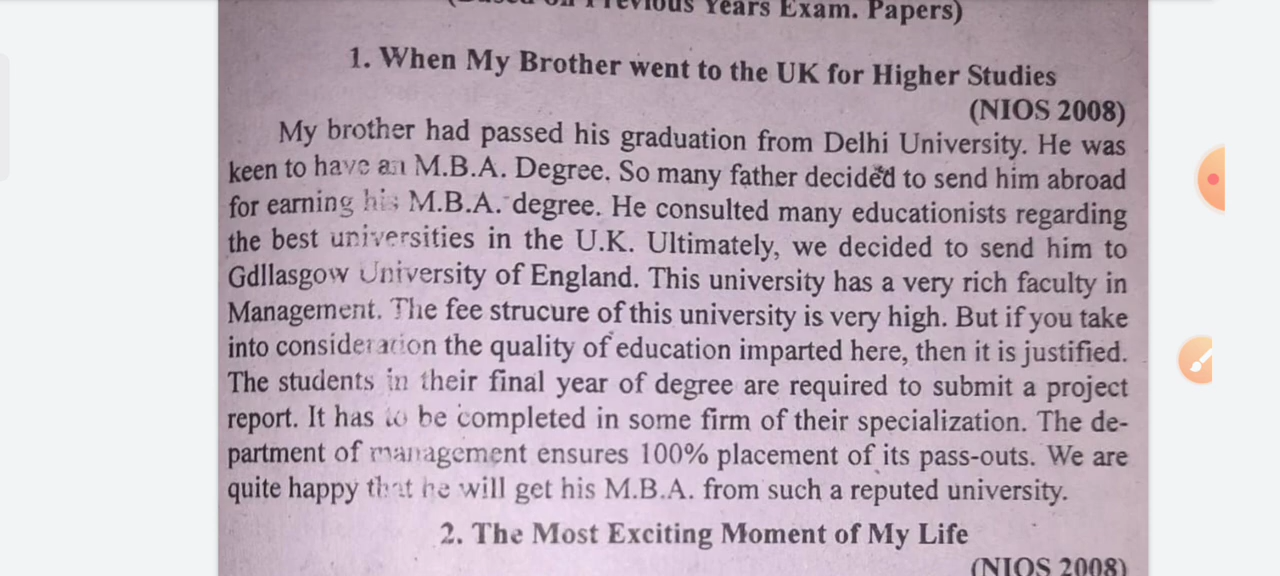 (Based on Previous Years Exam. Papers)
1. When My Brother went to the UK for Higher Studies
(NIOS 2008)
My brother had passed his graduation from Delhi University. He was
keen to have an M.B.A. Degree. So many father decided to send him abroad
for earning his M.B.A. degree. He consulted many educationists regarding
the best universities in the U.K. Ultimately, we decided to send him to
Gdllasgow University of England. This university has a very rich faculty in
Management. The fee strucure of this university is very high. But if you take
into consideration the quality of education imparted here, then it is justified.
The students in their final year of degree are required to submit a project
report. It has to be completed in some firm of their specialization. The de-
partment of management ensures 100% placement of its pass-outs. We are
quite happy that he will get his M.B.A. from such a reputed university.
2. The Most Exciting Moment of My Life
(NIOS 2008)